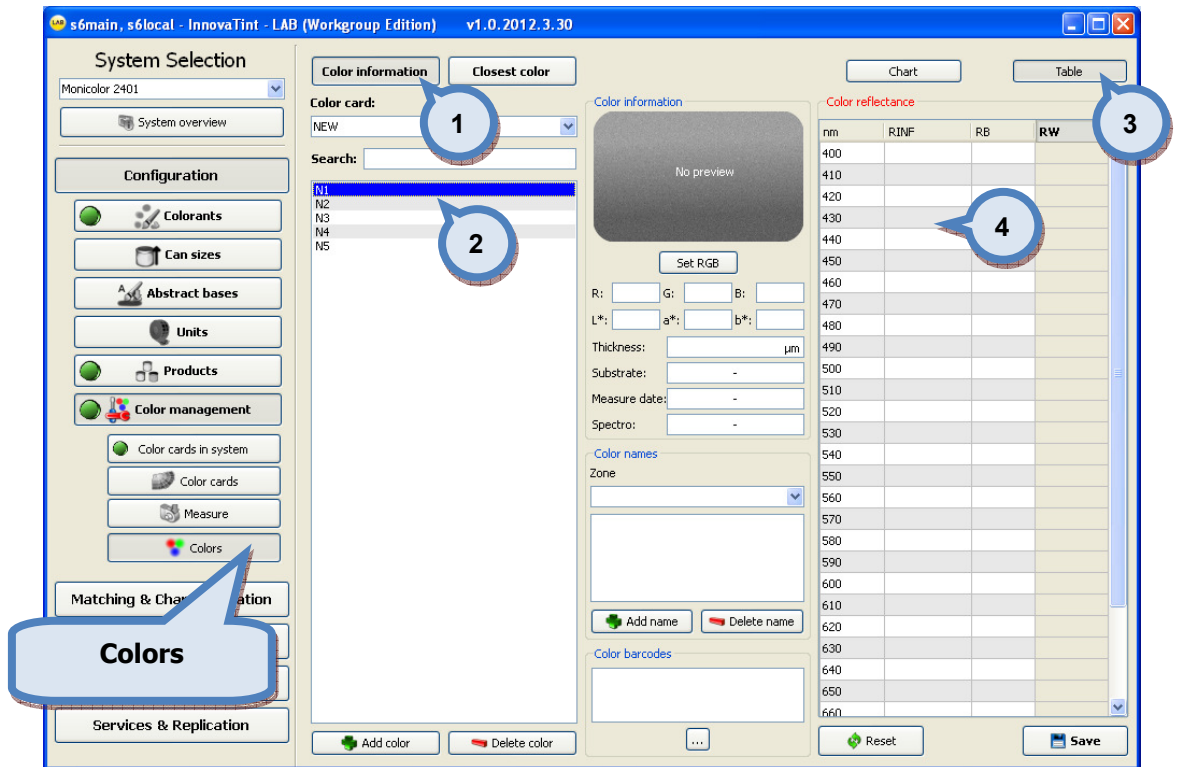 s6main, s6local - InnovaTint - LAB (Workgroup Edition) v1.0.2012.3.30
System Selection
Monicolor 2401
System overview
Configuration
Colorants
Can sizes
Abstract bases
Units
Products
Color management
Color cards in system
Color cards
Measure
Colors
Matching & Cha ation
Colors
Services & Replication
Color information
Closest color
1
Color card:
NEW
Search:
N1
N2
N3
N4
N5
2
Add color
Delete color
Color information
No preview
Set RGB
R: G: B:
L*: a*: b*:
Thickness: µm
Substrate: -
Measure date: -
Spectro: -
Color names
Zone
Add name
Delete name
Color barcodes
...
Chart
Table
3
Color reflectance
nm RINF RB RW
400
410
420
430
440
450
460
470
480
490
500
510
520
530
540
550
560
570
580
590
600
610
620
630
640
650
660
4
Reset
Save